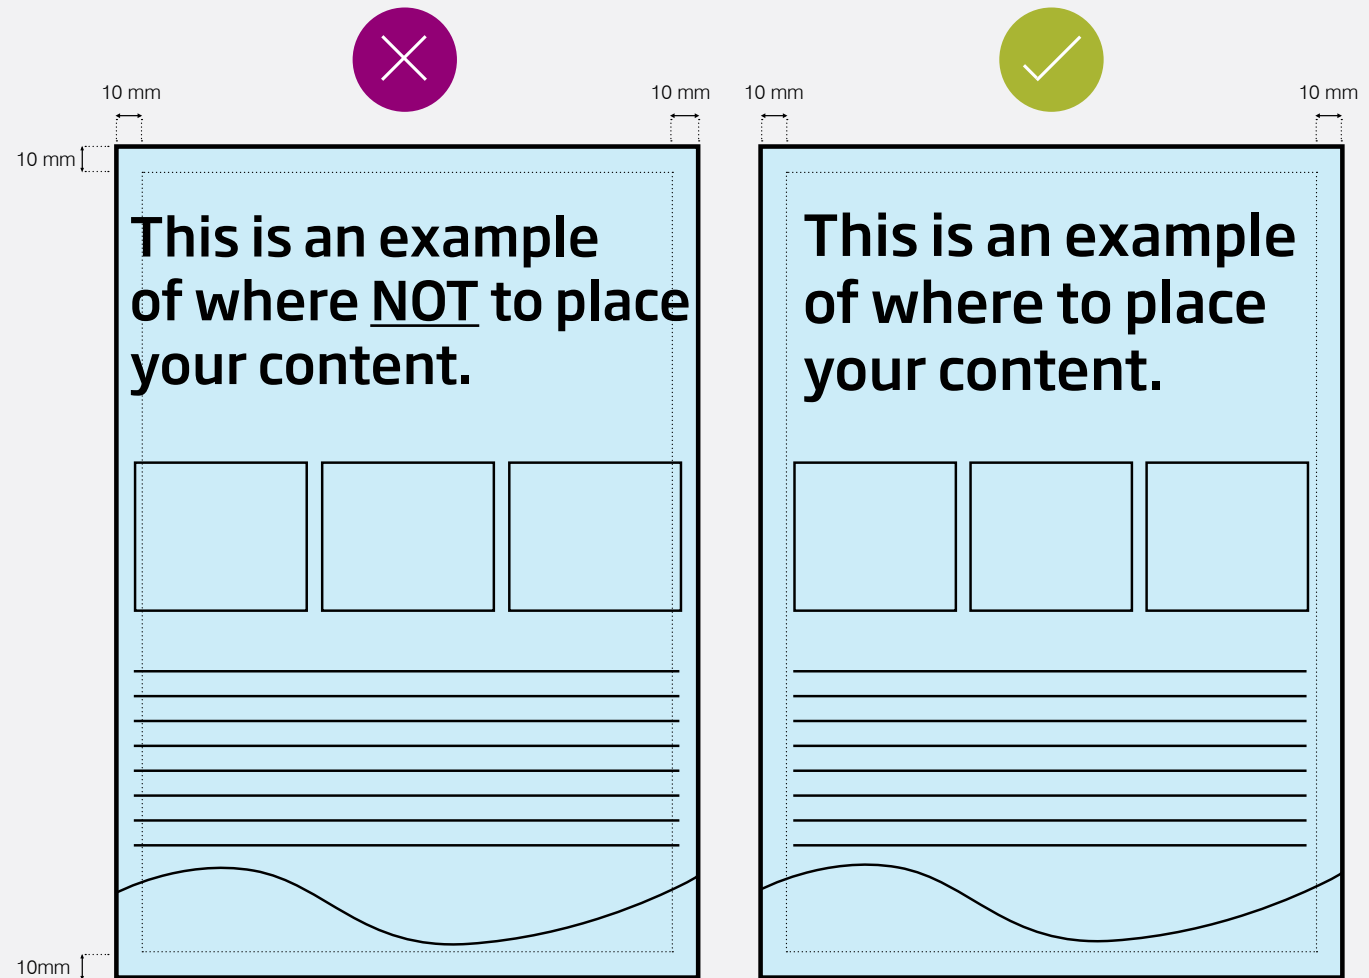 10 mm
10 mm
10 mm
10 mm
10 mm
This is an example
of where NOT to place
your content.
This is an example
of where to place
your content.
10mm